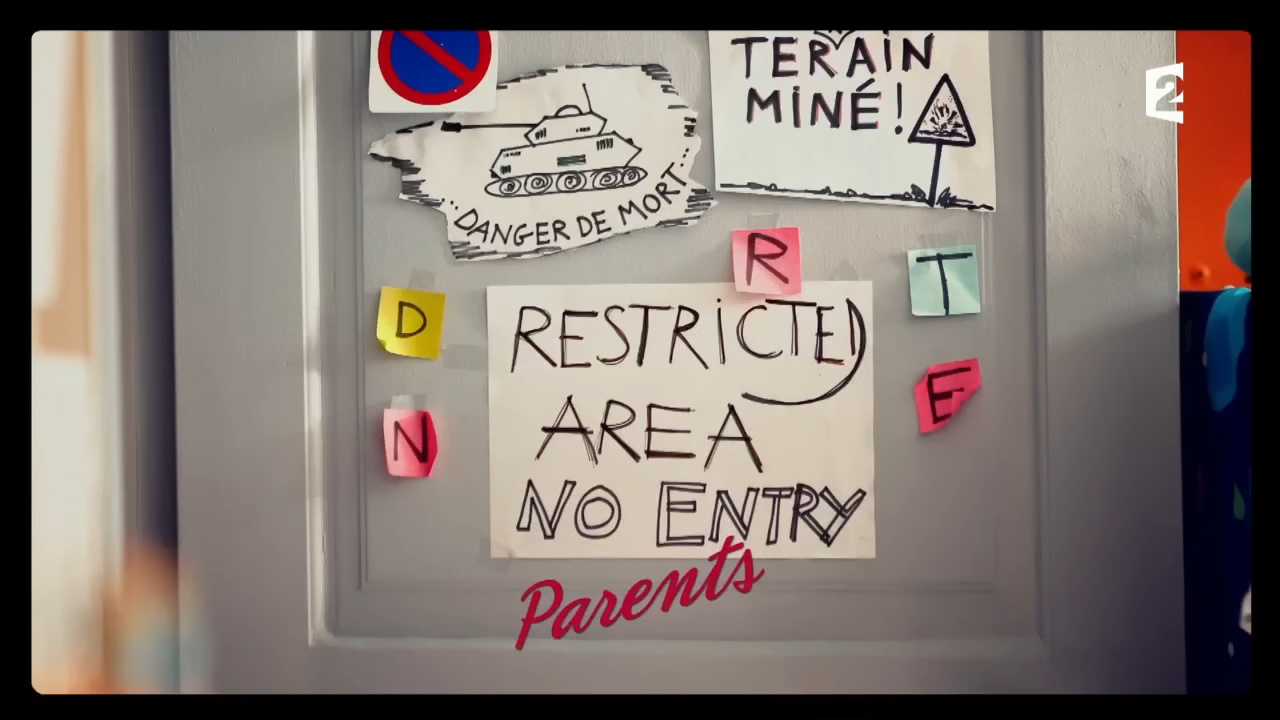 TERAIN
MINÉ!
2
DANGER DE MORT...
R
T
D
RESTRICTED
E
AREA
N
NO ENTRY
Parents